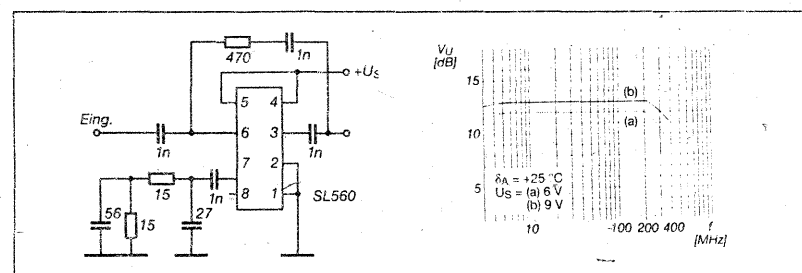 470
1n
+Us
5
4
Eing.
1n
6
3
1n
7
2
15
1n
8
1
SL560
56
15
27
VU
[dB]
15
(b)
10
(a)
δA = +25 °C
US = (a) 6 V
(b) 9 V
5
10
100 200 400
f
[MHz]